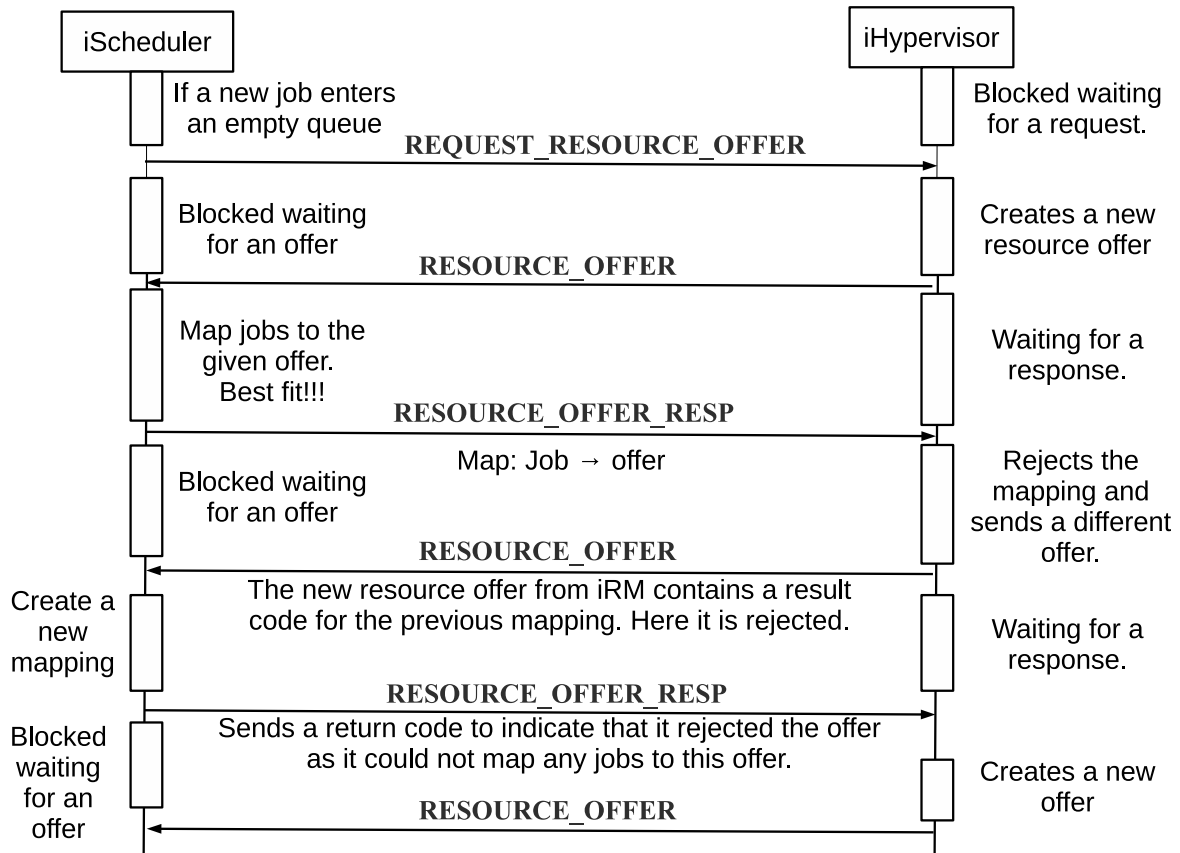 iScheduler
iHypervisor
If a new job enters
an empty queue
Blocked waiting
for a request.
REQUEST_RESOURCE_OFFER
Blocked waiting
for an offer
Creates a new
resource offer
RESOURCE_OFFER
Map jobs to the
given offer.
Best fit!!!
Waiting for a
response.
RESOURCE_OFFER_RESP
Map: Job → offer
Blocked waiting
for an offer
Rejects the
mapping and
sends a different
offer.
RESOURCE_OFFER
The new resource offer from iRM contains a result
code for the previous mapping. Here it is rejected.
Create a
new
mapping
Waiting for a
response.
RESOURCE_OFFER_RESP
Sends a return code to indicate that it rejected the offer
as it could not map any jobs to this offer.
Blocked
waiting
for an
offer
Creates a new
offer
RESOURCE_OFFER